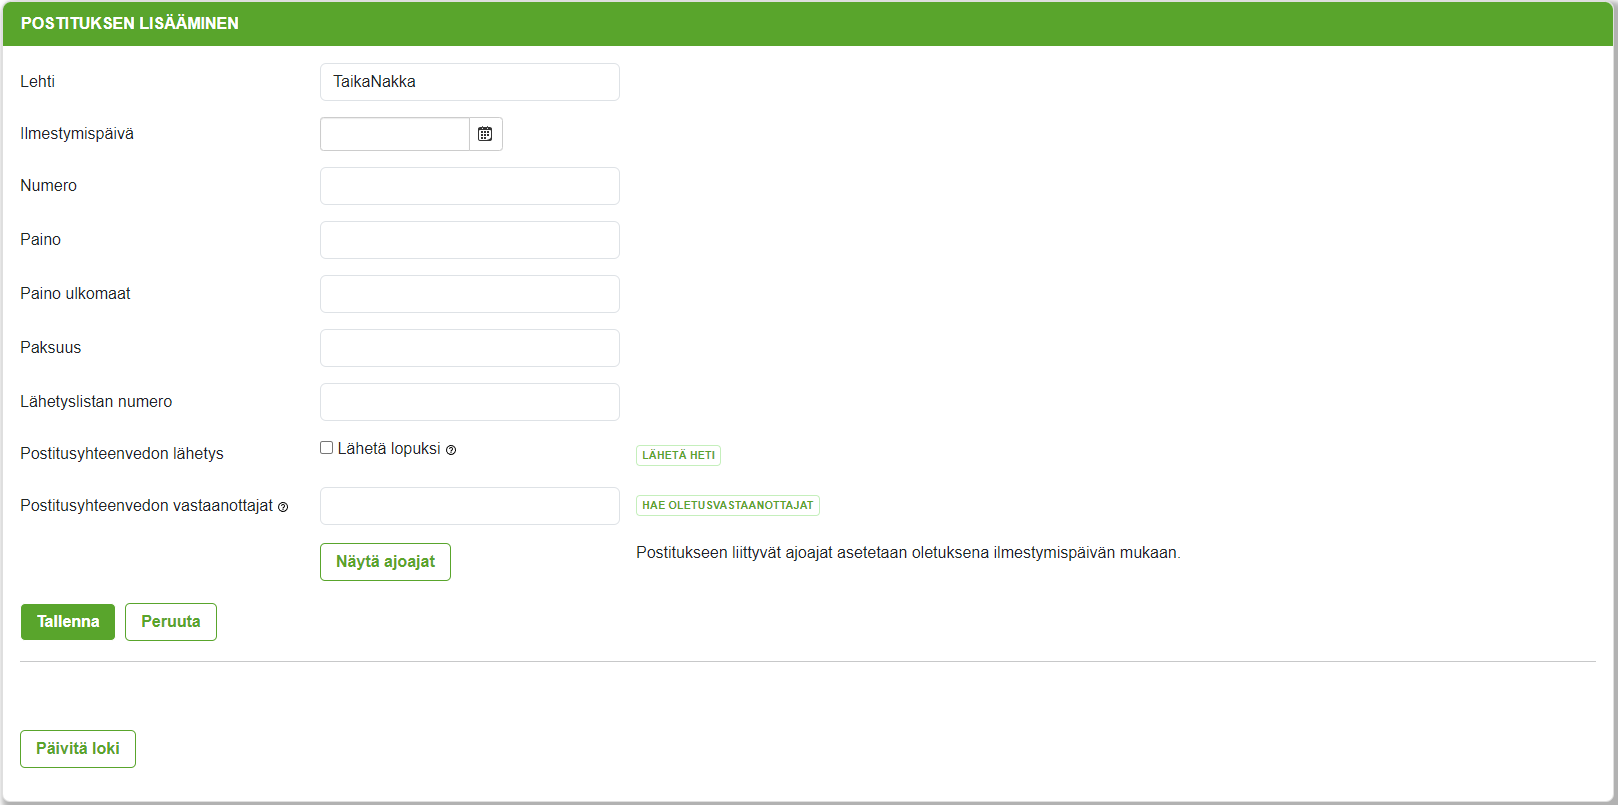 POSTITUKSEN LISÄÄMINEN
Lehti TaikaNakka
Ilmestymispäivä
Numero
Paino
Paino ulkomaat
Paksuus
Lähetyslistan numero
Postitusyhteenvedon lähetys Lähetä lopuksi LÄHETÄ HETI
Postitusyhteenvedon vastaanottajat HAE OLETUSVASTAANOTTAJAT
Näytä ajoajat Postitukseen liittyvät ajoajat asetetaan oletuksena ilmestymispäivän mukaan.
Tallenna Peruuta
Päivitä loki